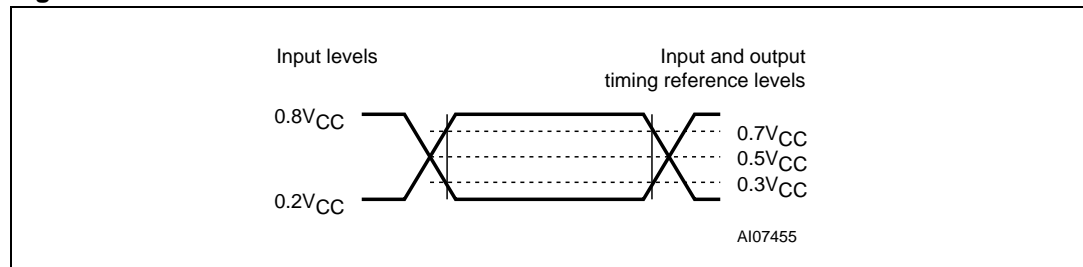 Input levels
Input and output
timing reference levels
0.8VCC
0.7VCC
0.5VCC
0.3VCC
0.2VCC
AI07455